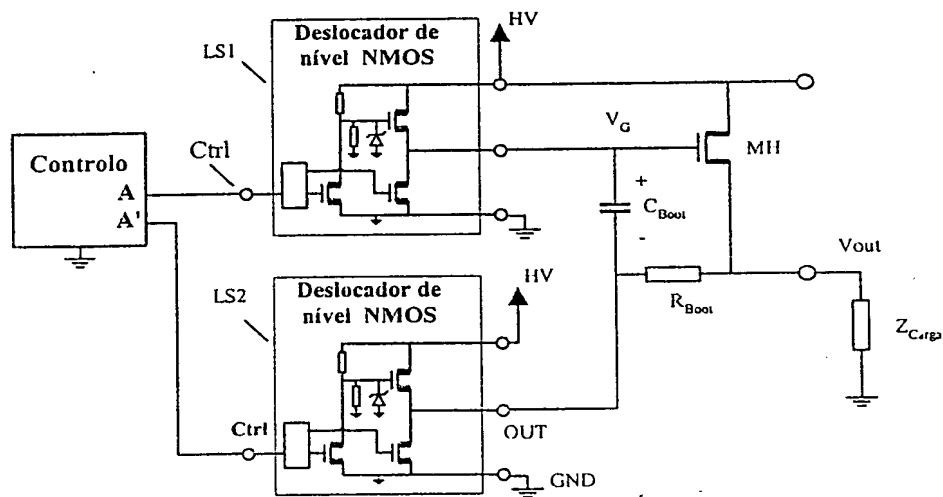 HV
Deslocador de
nível NMOS
LS1
V_G
MH
Controlo
A
A'
Ctrl
+
C_Boot
-
Vout
R_Boot
Z_Carga
LS2
Deslocador de
nível NMOS
HV
Ctrl
OUT
GND